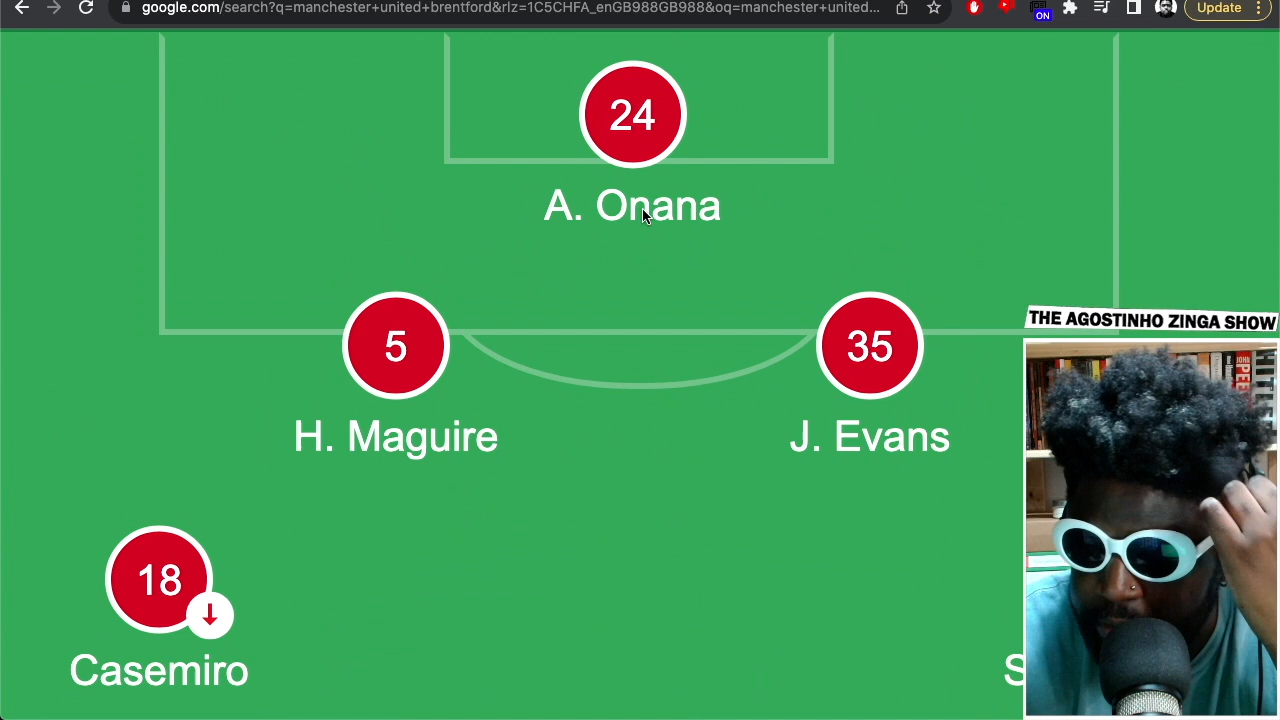 google.com/search?q=manchester+united+brentford&rlz=1C5CHFA_enGB988GB988&oq=manchester+united...
ON
Update
24
A. Onana
5
35
H. Maguire
J. Evans
THE AGOSTINHO ZINGA SHOW
18
Casemiro
S